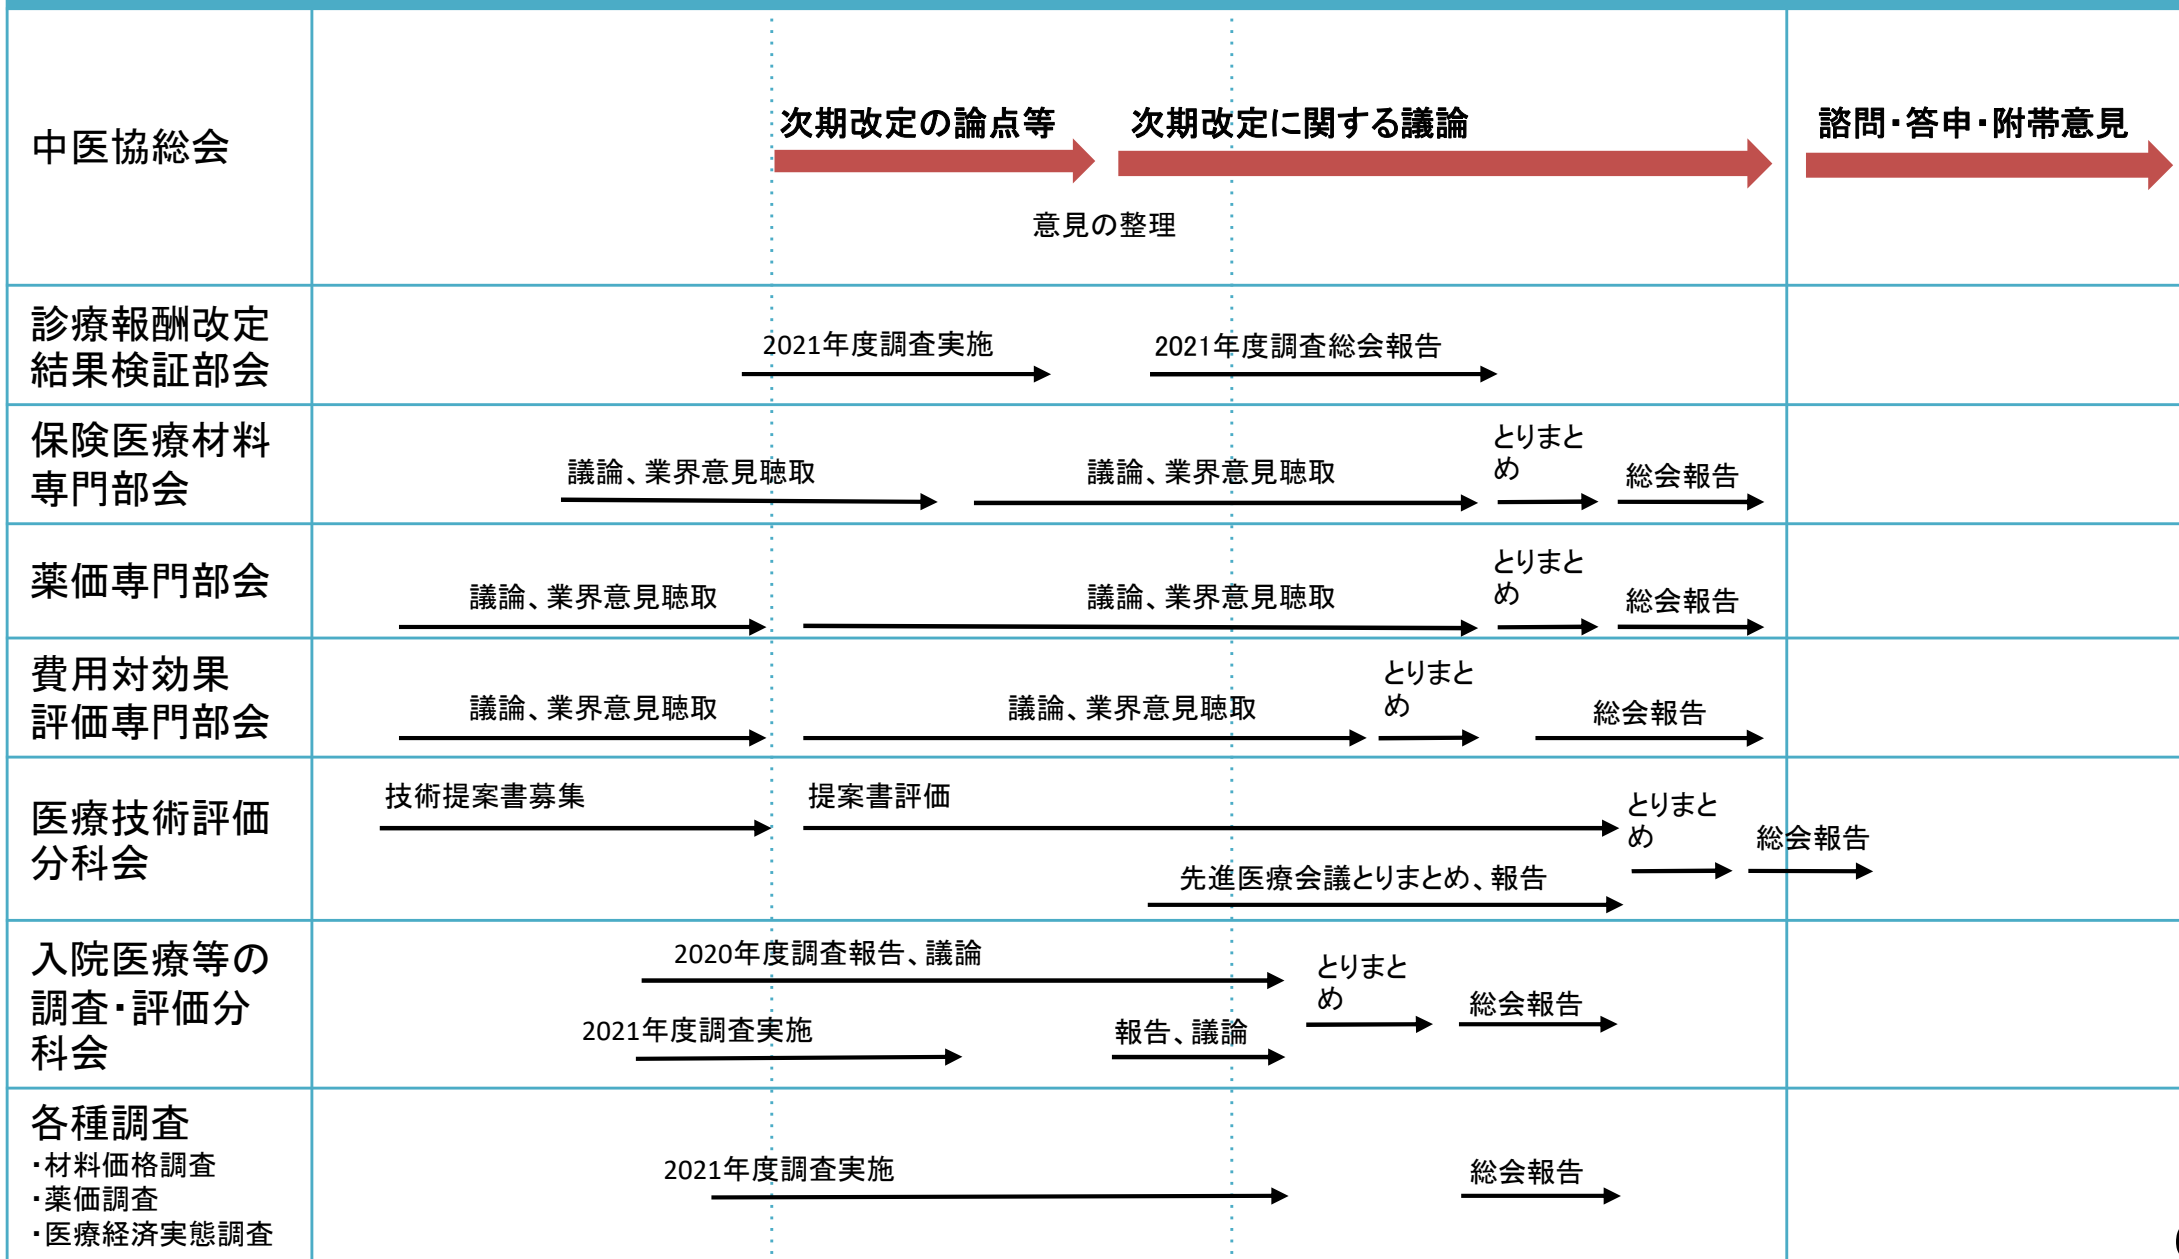 中医協総会
次期改定の論点等
次期改定に関する議論
諮問・答申・附帯意見
意見の整理
診療報酬改定
結果検証部会
2021年度調査実施
2021年度調査総会報告
保険医療材料
専門部会
議論、業界意見聴取
議論、業界意見聴取
とりまと
め
総会報告
薬価専門部会
議論、業界意見聴取
議論、業界意見聴取
とりまと
め
総会報告
費用対効果
評価専門部会
議論、業界意見聴取
議論、業界意見聴取
とりまと
め
総会報告
医療技術評価
分科会
技術提案書募集
提案書評価
先進医療会議とりまとめ、報告
とりまと
め
総会報告
入院医療等の
調査・評価分
科会
2020年度調査報告、議論
2021年度調査実施
報告、議論
とりまと
め
総会報告
各種調査
・材料価格調査
・薬価調査
・医療経済実態調査
2021年度調査実施
総会報告